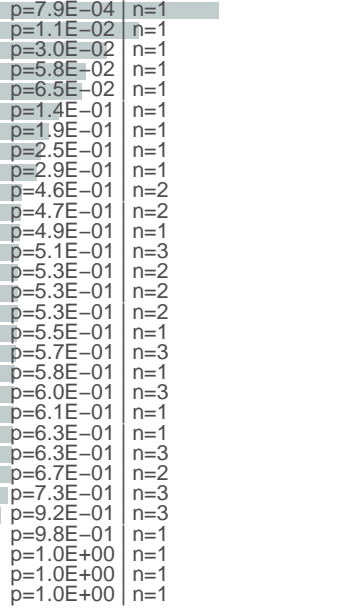 p=7.9E−04 | n=1
p=1.1E−02 | n=1
p=3.0E−02 | n=1
p=5.8E−02 | n=1
p=6.5E−02 | n=1
p=1.4E−01 | n=1
p=1.9E−01 | n=1
p=2.5E−01 | n=1
p=2.9E−01 | n=1
p=4.6E−01 | n=2
p=4.7E−01 | n=2
p=4.9E−01 | n=1
p=5.1E−01 | n=3
p=5.3E−01 | n=2
p=5.3E−01 | n=2
p=5.3E−01 | n=2
p=5.5E−01 | n=1
p=5.7E−01 | n=3
p=5.8E−01 | n=1
p=6.0E−01 | n=3
p=6.1E−01 | n=1
p=6.3E−01 | n=1
p=6.3E−01 | n=3
p=6.7E−01 | n=2
p=7.3E−01 | n=3
p=9.2E−01 | n=3
p=9.8E−01 | n=1
p=1.0E+00 | n=1
p=1.0E+00 | n=1
p=1.0E+00 | n=1